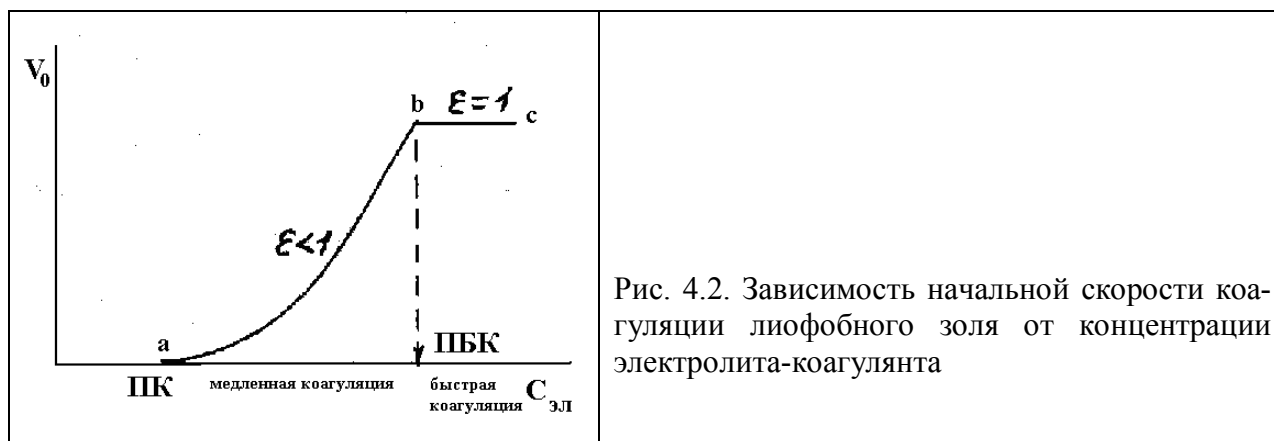 V₀
b ε=1 c
ε<1
a
ПБК
ПК медленная коагуляция быстрая
коагуляция Cэл
Рис. 4.2. Зависимость начальной скорости коа-
гуляции лиофобного золя от концентрации
электролита-коагулянта